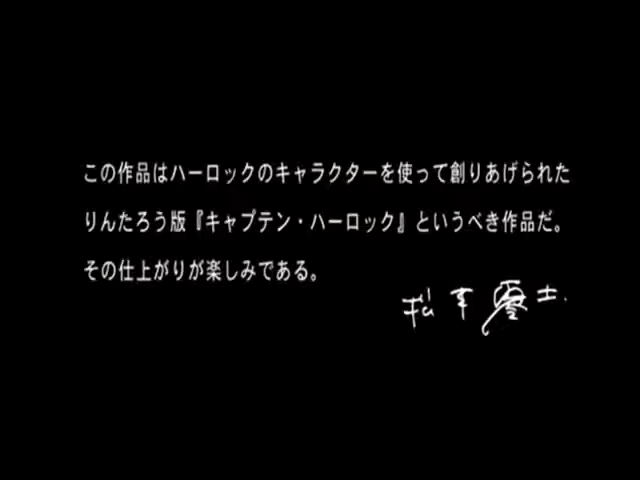 この作品はハーロックのキャラクターを使って創りあげられた
りんたろう版『キャプテン・ハーロック』というべき作品だ。
その仕上がりが楽しみである。
松本零士